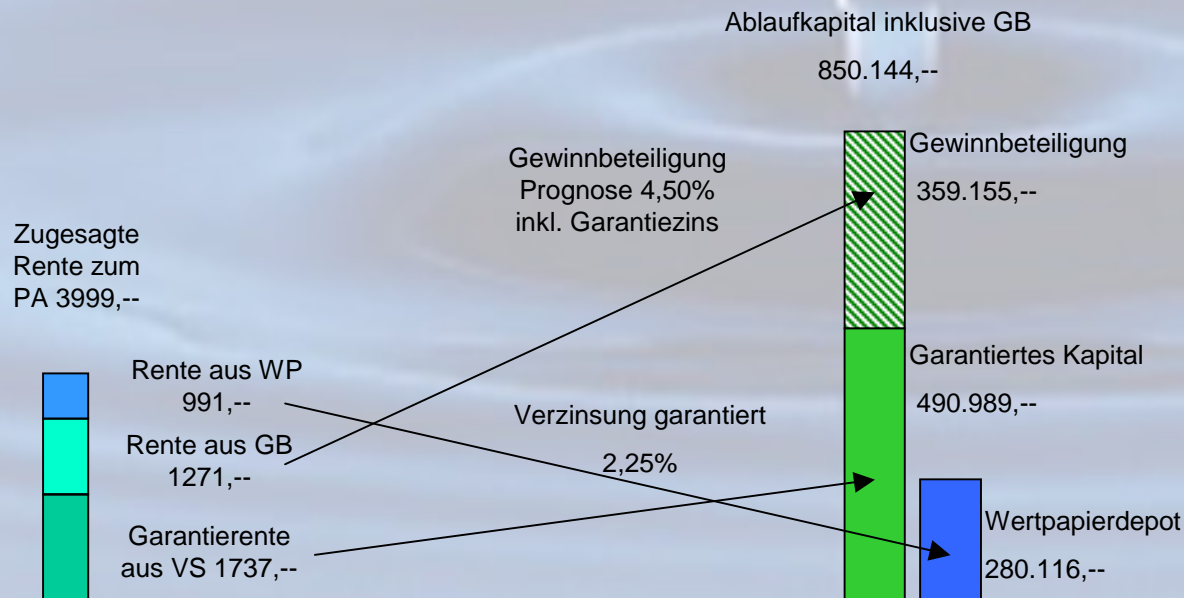 Ablaufkapital inklusive GB
850.144,--
Gewinnbeteiligung
Prognose 4,50%
inkl. Garantiezins
Gewinnbeteiligung
359.155,--
Zugesagte
Rente zum
PA 3999,--
Rente aus WP
991,--
Rente aus GB
1271,--
Garantierente
aus VS 1737,--
Verzinsung garantiert
2,25%
Garantiertes Kapital
490.989,--
Wertpapierdepot
280.116,--